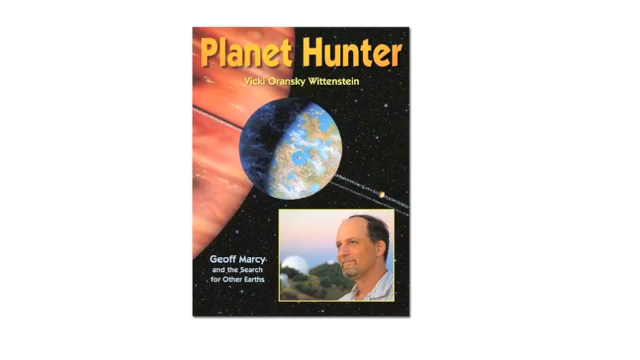 Planet Hunter
Vicki Oransky Wittenstein
Geoff Marcy
and the Search
for Other Earths